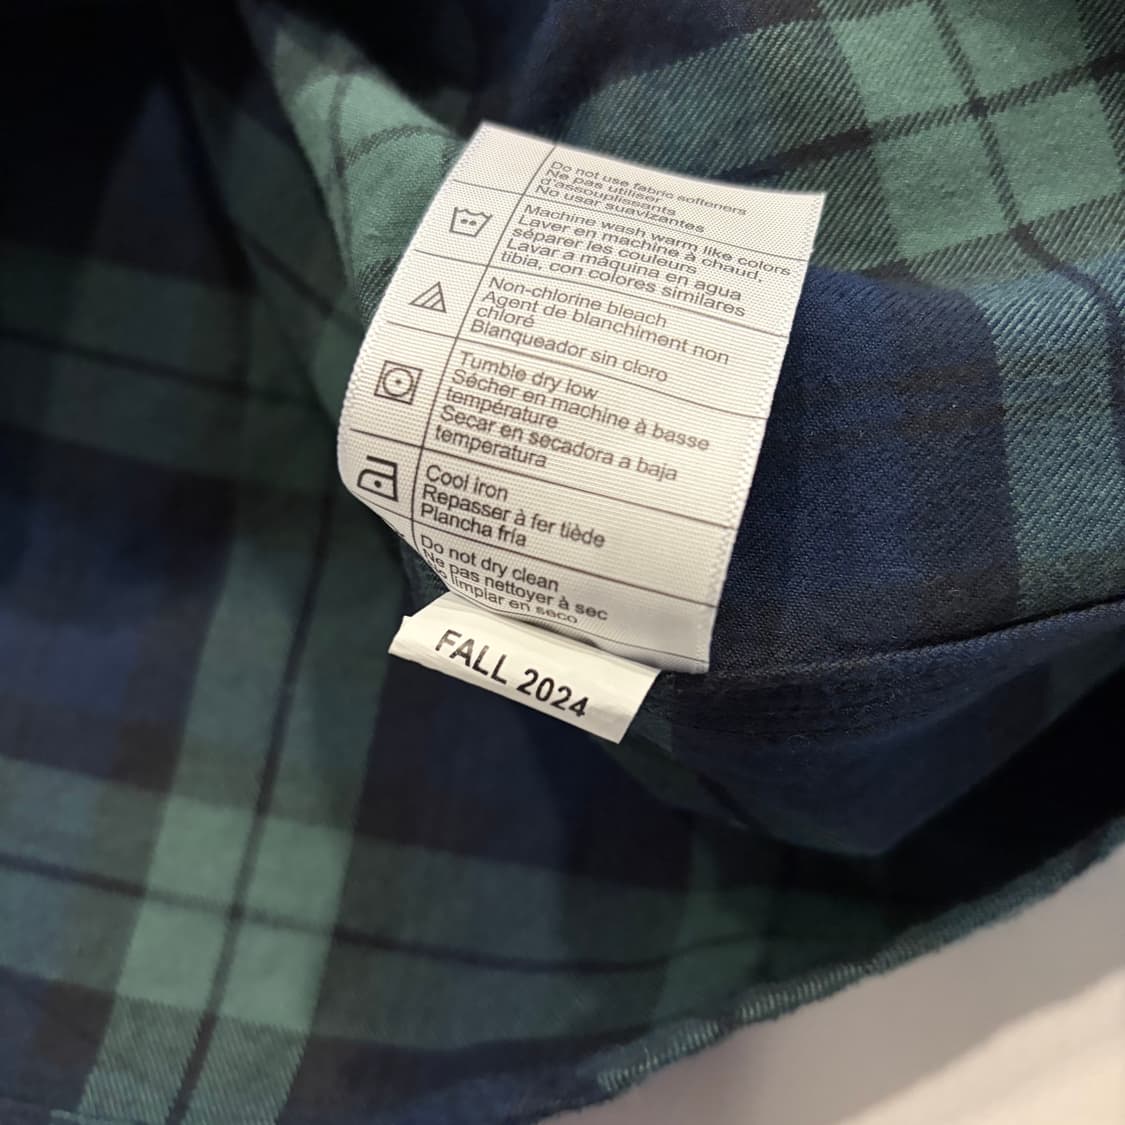 Do not use fabric softeners
Ne pas utiliser
d'assouplissants
No usar suavizantes
Machine wash warm like colors
Laver en machine à chaud,
séparer les couleurs
Lavar a máquina en agua
tibia, con colores similares
Non-chlorine bleach
Agent de blanchiment non
chloré
Blanqueador sin cloro
Tumble dry low
Sécher en machine à basse
température
Secar en secadora a baja
temperatura
Cool iron
Repasser à fer tiède
Plancha fría
Do not dry clean
Ne pas nettoyer à sec
limpiar en seco
FALL 2024